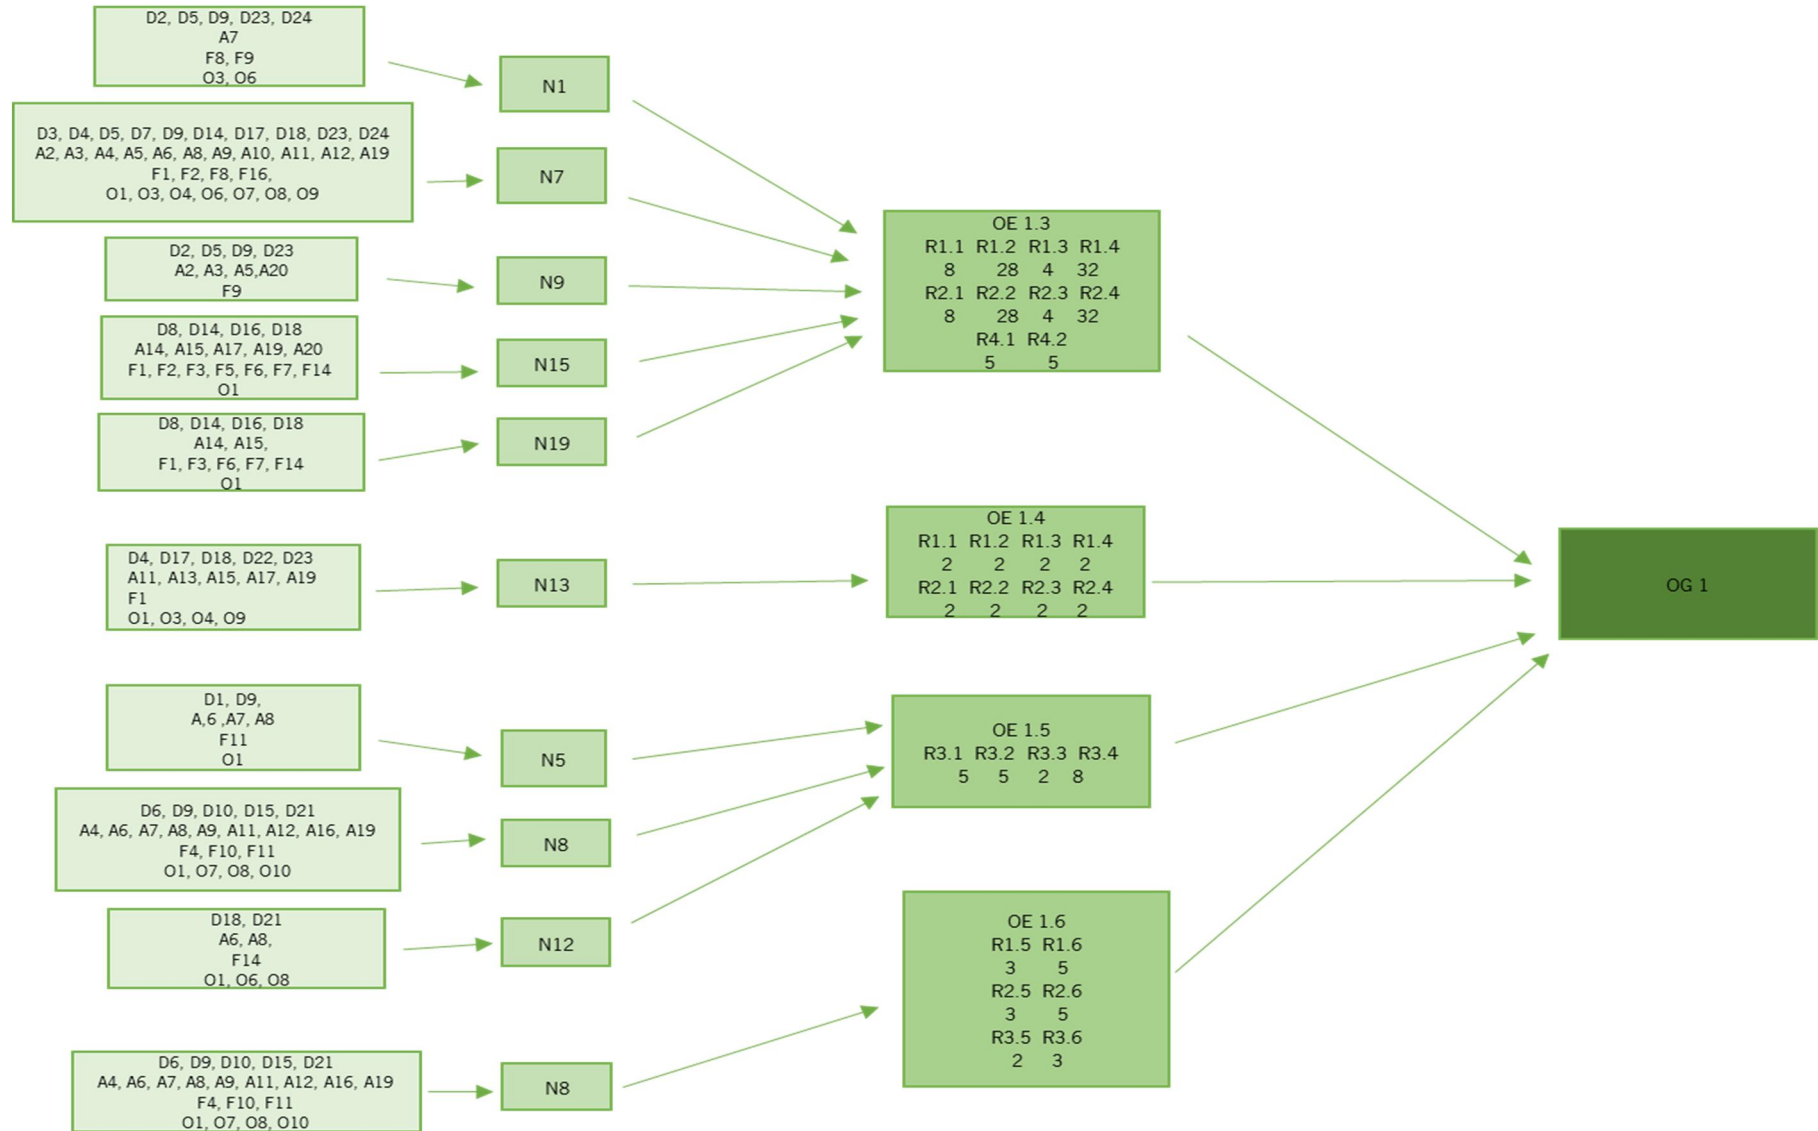 D2, D5, D9, D23, D24
A7
F8, F9
O3, O6
N1
D3, D4, D5, D7, D9, D14, D17, D18, D23, D24
A2, A3, A4, A5, A6, A8, A9, A10, A11, A12, A19
F1, F2, F8, F16,
O1, O3, O4, O6, O7, O8, O9
N7
D2, D5, D9, D23
A2, A3, A5,A20
F9
N9
D8, D14, D16, D18
A14, A15, A17, A19, A20
F1, F2, F3, F5, F6, F7, F14
O1
N15
D8, D14, D16, D18
A14, A15,
F1, F3, F6, F7, F14
O1
N19
OE 1.3
R1.1 R1.2 R1.3 R1.4
8 28 4 32
R2.1 R2.2 R2.3 R2.4
8 28 4 32
R4.1 R4.2
5 5
D4, D17, D18, D22, D23
A11, A13, A15, A17, A19
F1
O1, O3, O4, O9
N13
OE 1.4
R1.1 R1.2 R1.3 R1.4
2 2 2 2
R2.1 R2.2 R2.3 R2.4
2 2 2 2
OG 1
D1, D9,
A,6 ,A7, A8
F11
O1
N5
D6, D9, D10, D15, D21
A4, A6, A7, A8, A9, A11, A12, A16, A19
F4, F10, F11
O1, O7, O8, O10
N8
D18, D21
A6, A8,
F14
O1, O6, O8
N12
OE 1.5
R3.1 R3.2 R3.3 R3.4
5 5 2 8
D6, D9, D10, D15, D21
A4, A6, A7, A8, A9, A11, A12, A16, A19
F4, F10, F11
O1, O7, O8, O10
N8
OE 1.6
R1.5 R1.6
3 5
R2.5 R2.6
3 5
R3.5 R3.6
2 3